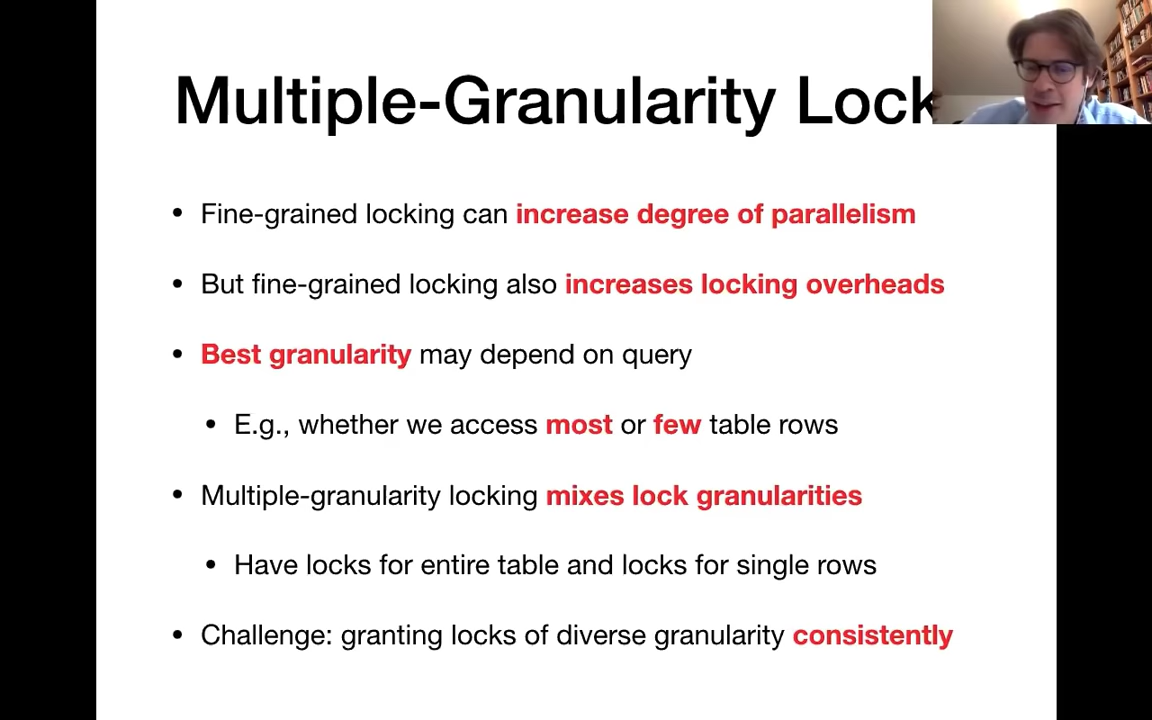 Multiple-Granularity Lock
• Fine-grained locking can increase degree of parallelism
• But fine-grained locking also increases locking overheads
• Best granularity may depend on query
• E.g., whether we access most or few table rows
• Multiple-granularity locking mixes lock granularities
• Have locks for entire table and locks for single rows
• Challenge: granting locks of diverse granularity consistently